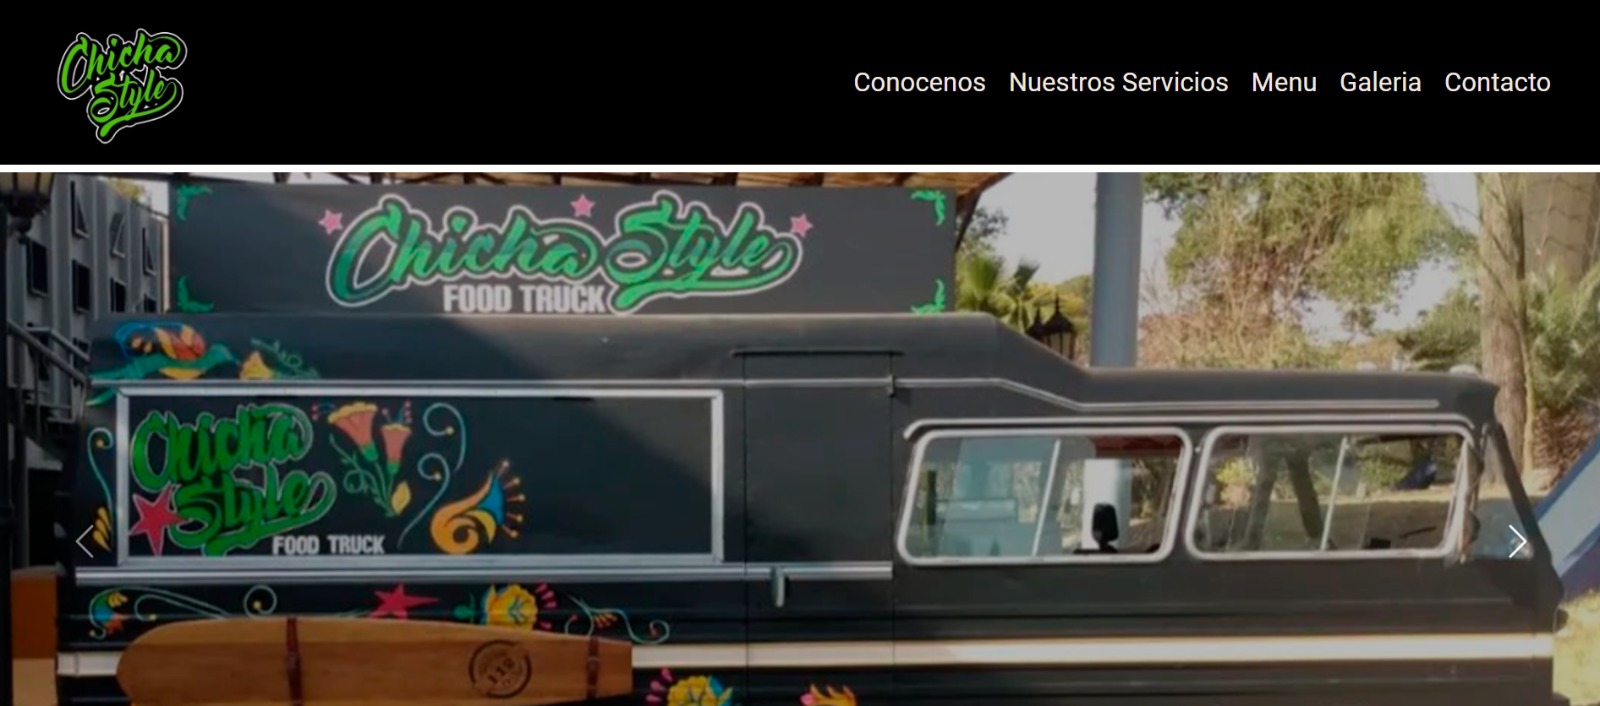 Chicha
Style
Conocenos Nuestros Servicios Menu Galeria Contacto
Chicha Style
FOOD TRUCK
Chicha
Style
FOOD TRUCK